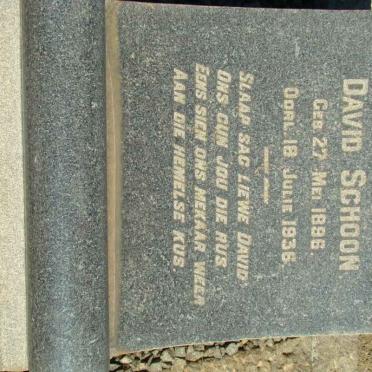 DAVID SCHOON
GEB. 27 MEI 1886.
OORL. 18 JULIE 1936.
SLAAP SAG LIEWE DAVID
ONS GUN JOU DIE RUS
EENS SIEN ONS MEKAAR WEER
AAN DIE HEMELSE KUS.